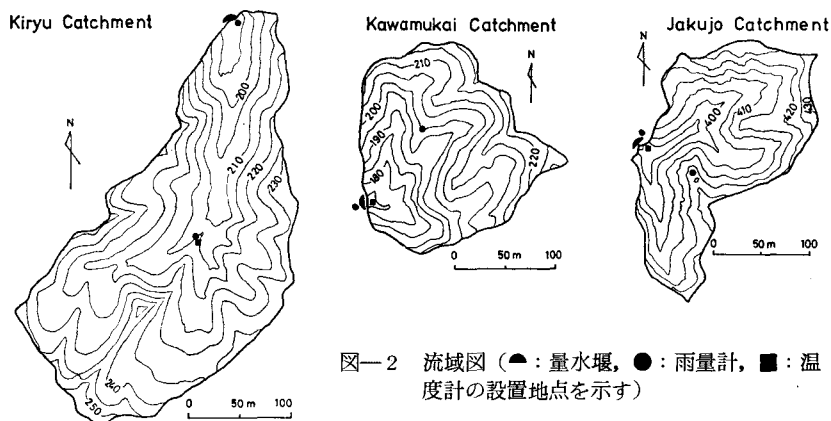 Kiryu Catchment
N
200
210
220
230
240
250
0 50 m 100
Kawamukai Catchment
N
210
200
190
180
220
0 50 m 100
Jakujo Catchment
N
400
410
420
430
0 50m 100
図—2 流域図（◓：量水堰，●：雨量計，■：温
度計の設置地点を示す）